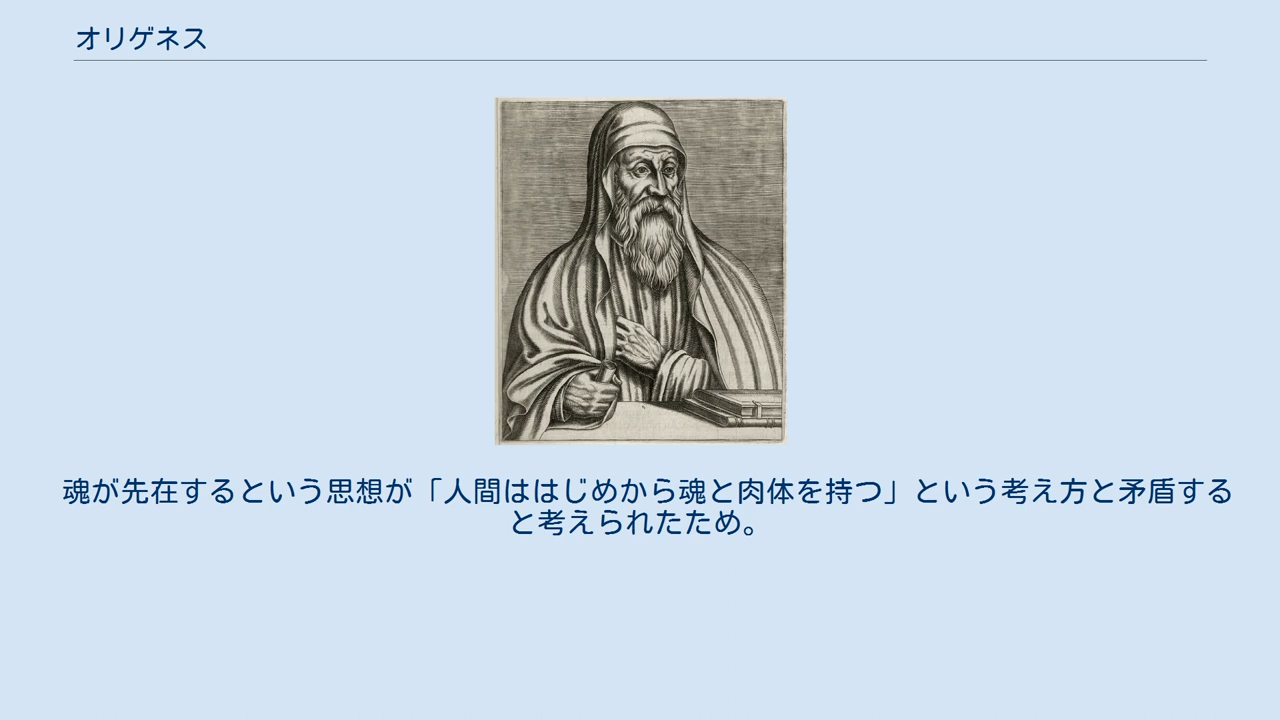 オリゲネス
魂が先在するという思想が「人間ははじめから魂と肉体を持つ」という考え方と矛盾する
と考えられたため。